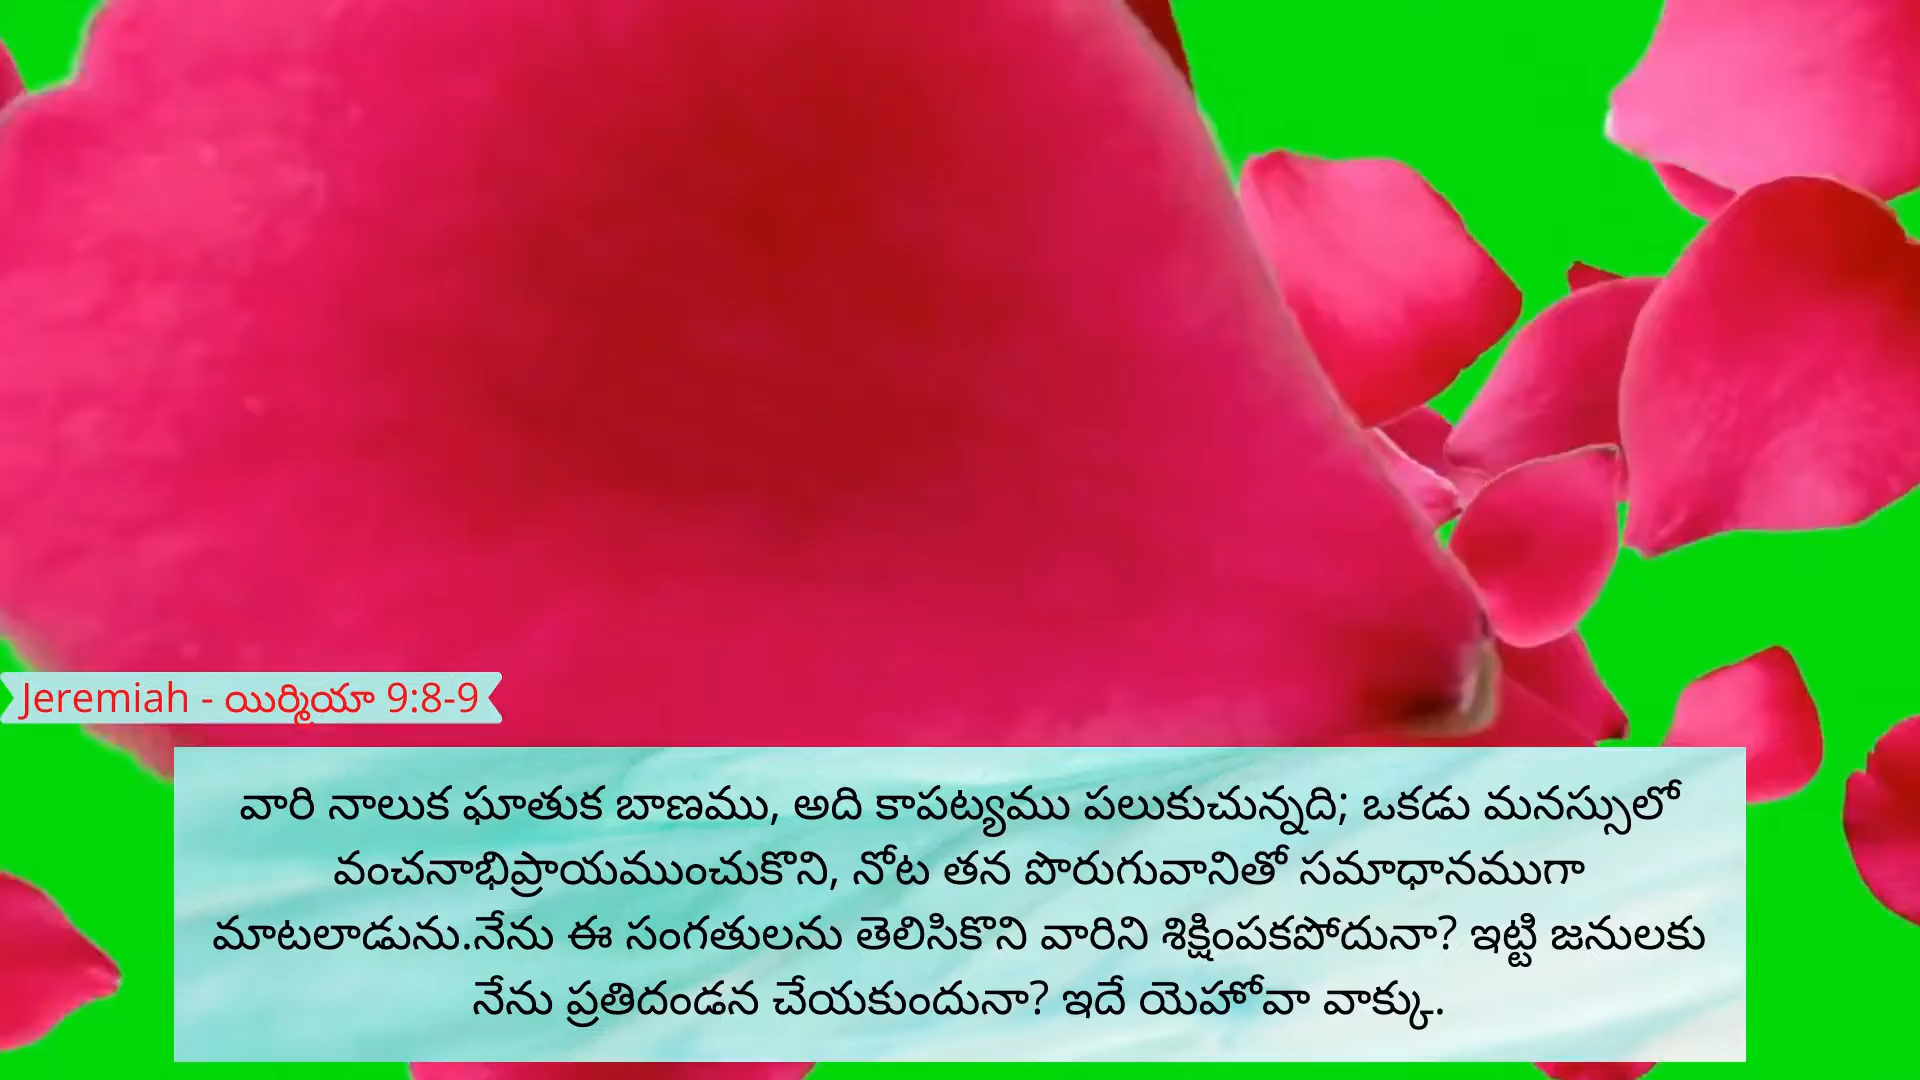 Jeremiah - యిర్మియా 9:8-9
వారి నాలుక ఘాతుక బాణము, అది కాపట్యము పలుకుచున్నది; ఒకడు మనస్సులో
వంచనాభిప్రాయముంచుకొని, నోట తన పొరుగువానితో సమాధానముగా
మాటలాడును.నేను ఈ సంగతులను తెలిసికొని వారిని శిక్షింపకపోదునా? ఇట్టి జనులకు
నేను ప్రతిదండన చేయకుందునా? ఇదే యెహోవా వాక్కు.